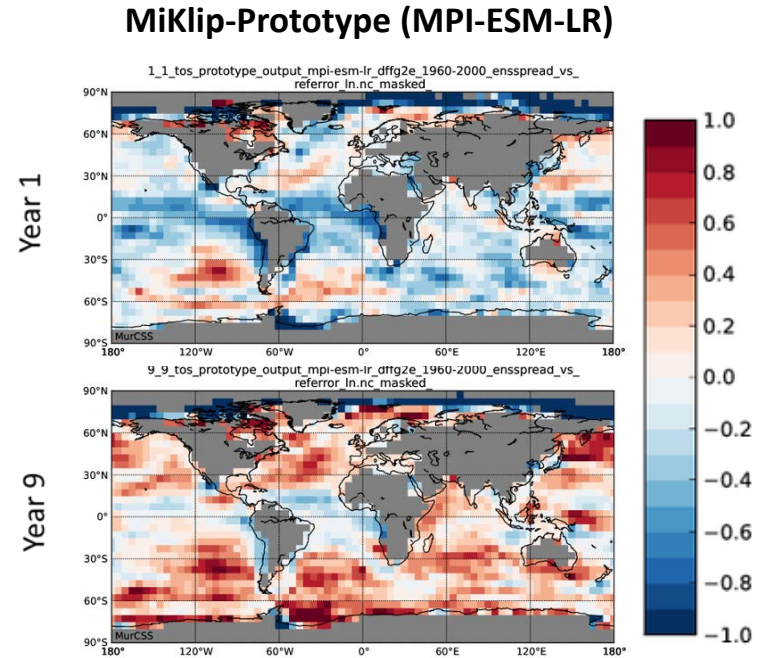 MiKlip-Prototype (MPI-ESM-LR)
1_1_tos_prototype_output_mpi-esm-lr_dffg2e_1960-2000_ensspread_vs_
referror_ln.nc_masked_
Year 1
90°N
60°N
30°N
0°
30°S
60°S
90°S
MurCSS
180° 120°W 60°W 0° 60°E 120°E 180°
9_9_tos_prototype_output_mpi-esm-lr_dffg2e_1960-2000_ensspread_vs_
referror_ln.nc_masked_
Year 9
90°N
60°N
30°N
0°
30°S
60°S
90°S
MurCSS
180° 120°W 60°W 0° 60°E 120°E 180°
1.0
0.8
0.6
0.4
0.2
0.0
−0.2
−0.4
−0.6
−0.8
−1.0